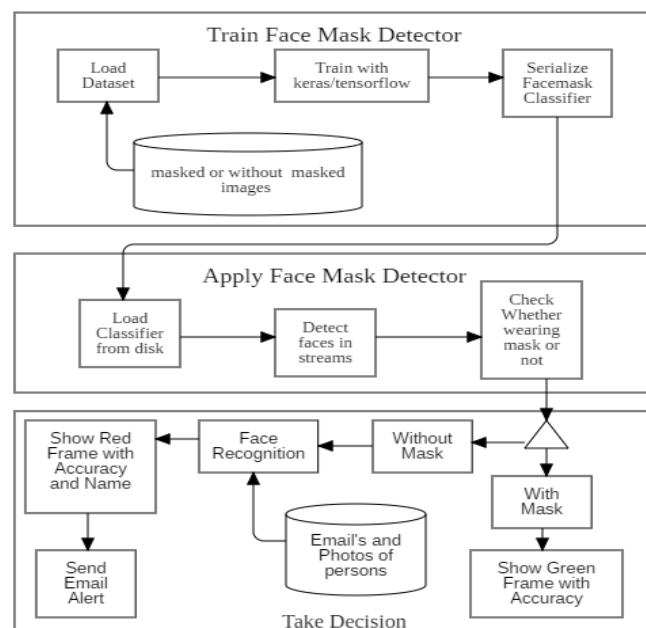 Train Face Mask Detector
Load
Dataset
Train with
keras/tensorflow
Serialize
Facemask
Classifier
masked or without masked
images
Apply Face Mask Detector
Load
Classifier
from disk
Detect
faces in
streams
Check
Whether
wearing
mask or
not
Show Red
Frame with
Accuracy
and Name
Face
Recognition
Without
Mask
With
Mask
Email's and
Photos of
persons
Send
Email
Alert
Show Green
Frame with
Accuracy
Take Decision